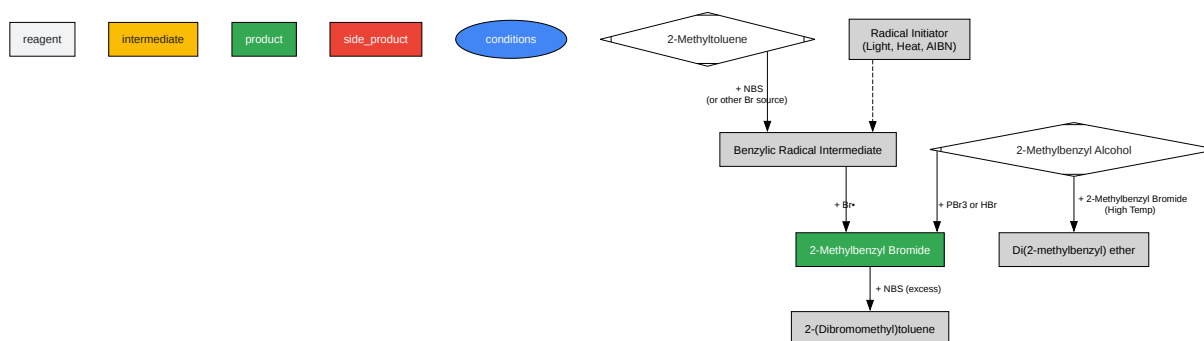 reagent
intermediate
product
side_product
conditions
2-Methyltoluene
Radical Initiator
(Light, Heat, AIBN)
+ NBS
(or other Br source)
Benzylic Radical Intermediate
2-Methylbenzyl Alcohol
+ Br•
+ PBr3 or HBr
+ 2-Methylbenzyl Bromide
(High Temp)
2-Methylbenzyl Bromide
Di(2-methylbenzyl) ether
+ NBS (excess)
2-(Dibromomethyl)toluene